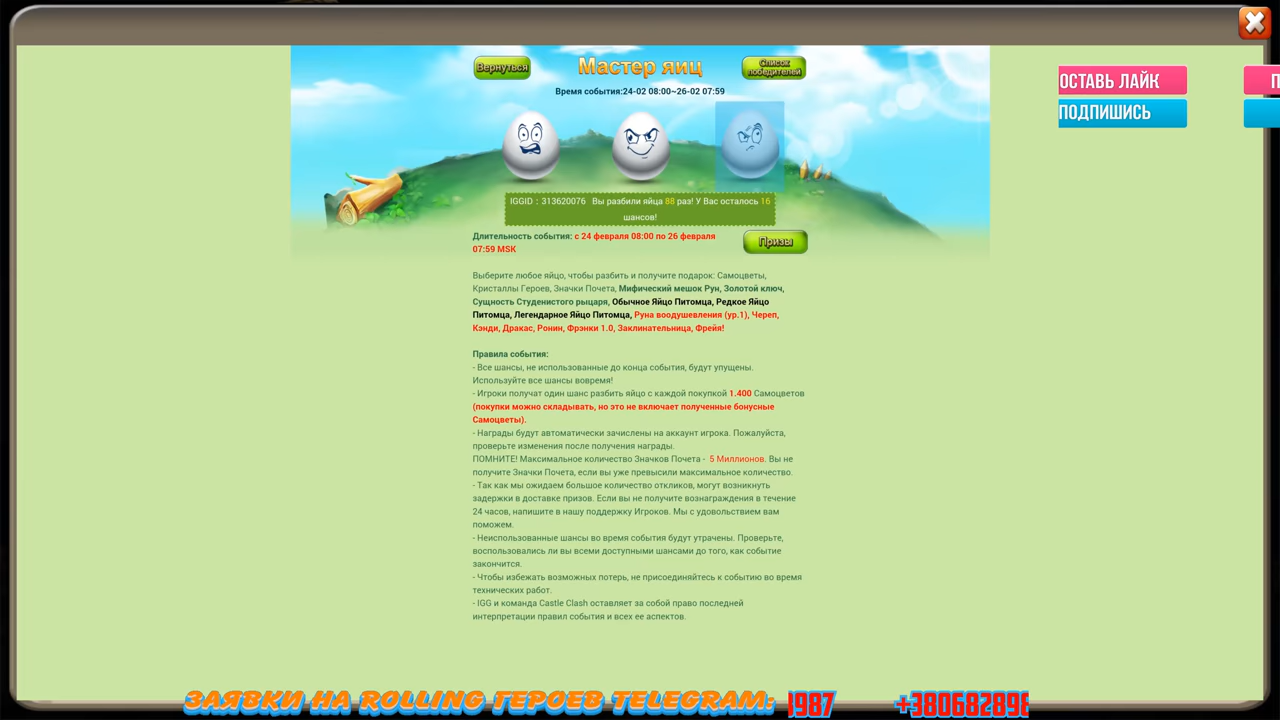 Вернуться
Мастер яиц
Список
победителей
Время события:24-02 08:00~26-02 07:59
ОСТАВЬ ЛАЙК
ПОДПИШИСЬ
IGGID : 313620076 Вы разбили яйца 88 раз! У Вас осталось 16
шансов!
Длительность события: с 24 февраля 08:00 по 26 февраля
07:59 MSK
Призы
Выберите любое яйцо, чтобы разбить и получите подарок: Самоцветы,
Кристаллы Героев, Значки Почета, Мифический мешок Рун, Золотой ключ,
Сущность Студенистого рыцаря, Обычное Яйцо Питомца, Редкое Яйцо
Питомца, Легендарное Яйцо Питомца, Руна воодушевления (ур.1), Череп,
Кэнди, Дракас, Ронин, Фрэнки 1.0, Заклинательница, Фрейя!
Правила события:
- Все шансы, не использованные до конца события, будут упущены.
Используйте все шансы вовремя!
- Игроки получат один шанс разбить яйцо с каждой покупкой 1.400 Самоцветов
(покупки можно складывать, но это не включает полученные бонусные
Самоцветы).
- Награды будут автоматически зачислены на аккаунт игрока. Пожалуйста,
проверьте изменения после получения награды.
ПОМНИТЕ! Максимальное количество Значков Почета - 5 Миллионов. Вы не
получите Значки Почета, если вы уже превысили максимальное количество.
- Так как мы ожидаем большое количество откликов, могут возникнуть
задержки в доставке призов. Если вы не получите вознаграждения в течение
24 часов, напишите в нашу поддержку Игроков. Мы с удовольствием вам
поможем.
- Неиспользованные шансы во время события будут утрачены. Проверьте,
воспользовались ли вы всеми доступными шансами до того, как событие
закончится.
- Чтобы избежать возможных потерь, не присоединяйтесь к событию во время
технических работ.
- IGG и команда Castle Clash оставляет за собой право последней
интерпретации правил события и всех ее аспектов.
ЗАЯВКИ НА ROLLING ГЕРОЕВ TELEGRAM: 1987 +38068289